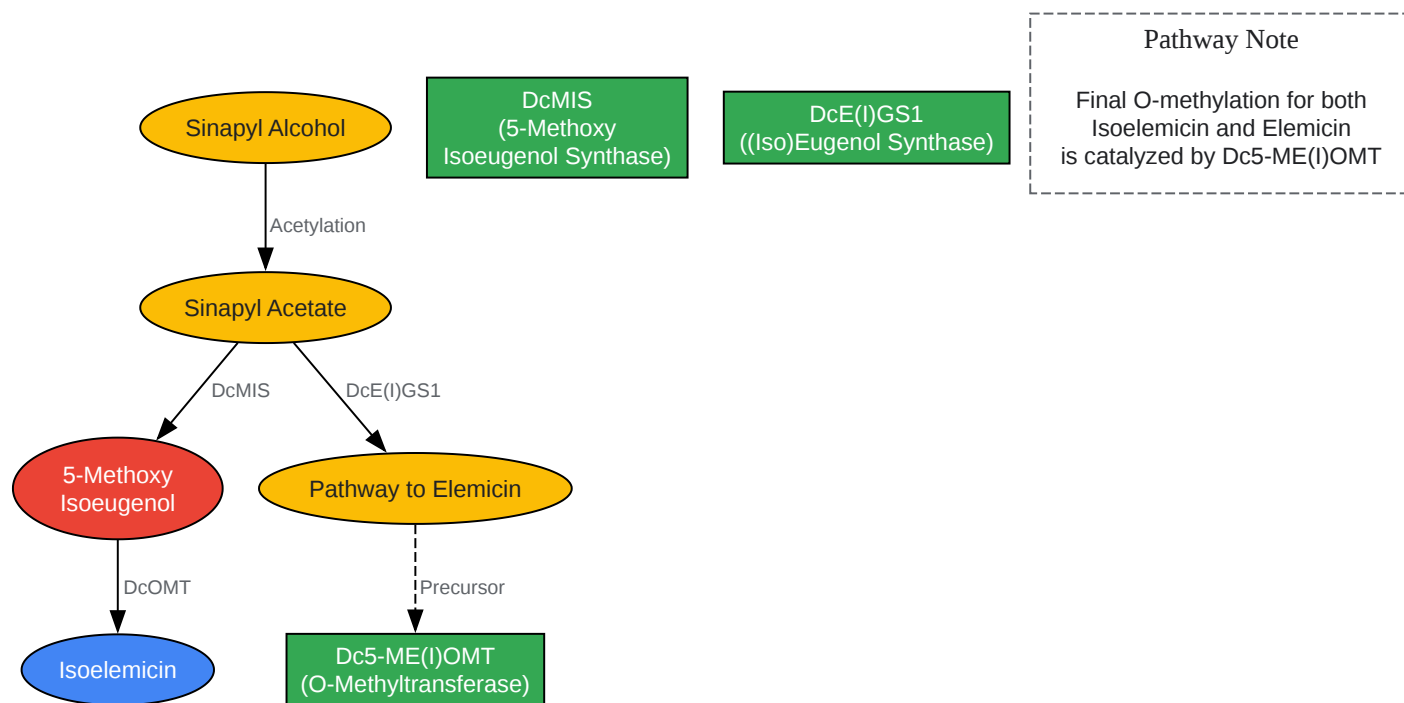 Pathway Note
Final O-methylation for both
Isoelemicin and Elemicin
is catalyzed by Dc5-ME(I)OMT
DcMIS
(5-Methoxy
Isoeugenol Synthase)
DcE(I)GS1
((Iso)Eugenol Synthase)
Sinapyl Alcohol
Acetylation
Sinapyl Acetate
DcMIS
DcE(I)GS1
5-Methoxy
Isoeugenol
Pathway to Elemicin
DcOMT
Precursor
Isoelemicin
Dc5-ME(I)OMT
(O-Methyltransferase)